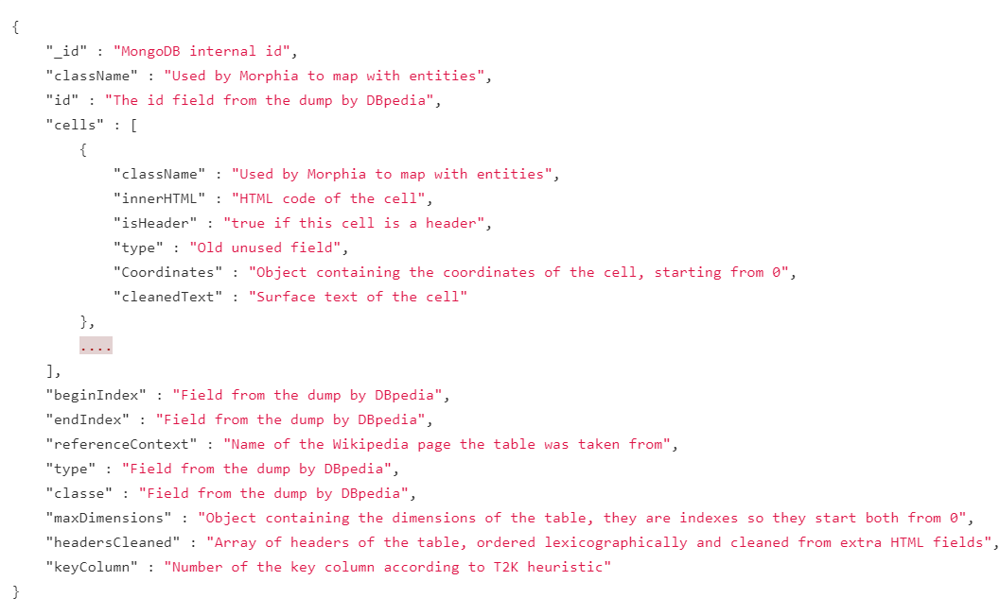 {
    "_id" : "MongoDB internal id",
    "className" : "Used by Morphia to map with entities",
    "id" : "The id field from the dump by DBpedia",
    "cells" : [
        {
            "className" : "Used by Morphia to map with entities",
            "innerHTML" : "HTML code of the cell",
            "isHeader" : "true if this cell is a header",
            "type" : "Old unused field",
            "Coordinates" : "Object containing the coordinates of the cell, starting from 0",
            "cleanedText" : "Surface text of the cell"
        },
        ....
    ],
    "beginIndex" : "Field from the dump by DBpedia",
    "endIndex" : "Field from the dump by DBpedia",
    "referenceContext" : "Name of the Wikipedia page the table was taken from",
    "type" : "Field from the dump by DBpedia",
    "classe" : "Field from the dump by DBpedia",
    "maxDimensions" : "Object containing the dimensions of the table, they are indexes so they start both from 0",
    "headersCleaned" : "Array of headers of the table, ordered lexicographically and cleaned from extra HTML fields",
    "keyColumn" : "Number of the key column according to T2K heuristic"
}